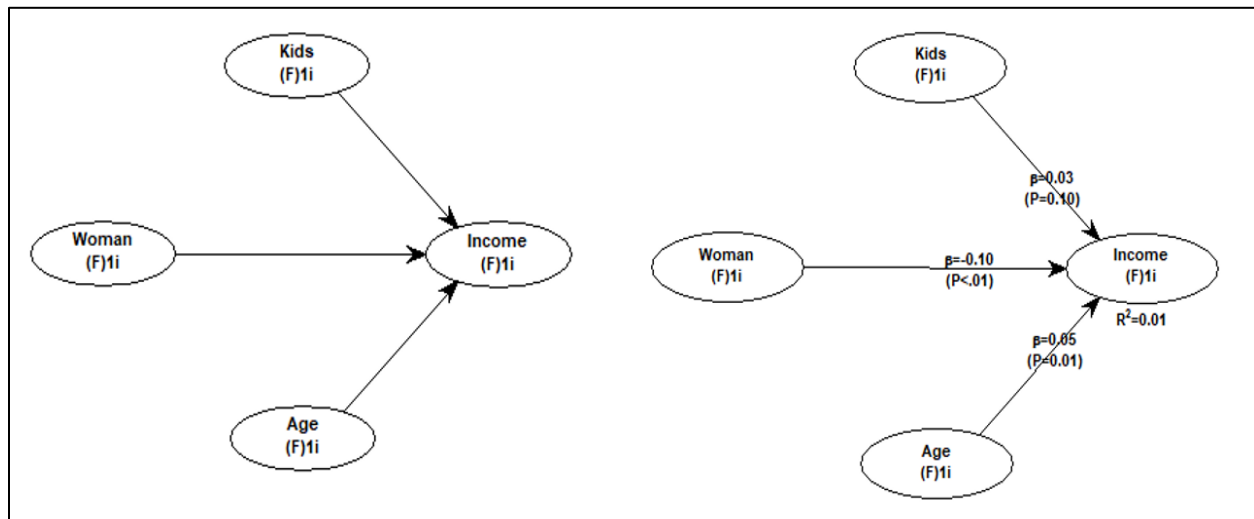 Kids
(F)1i
Woman
(F)1i
Income
(F)1i
Age
(F)1i
Kids
(F)1i
β=0.03
(P=0.10)
Woman
(F)1i
β=-0.10
(P<.01)
Income
(F)1i
R²=0.01
β=0.05
(P=0.01)
Age
(F)1i